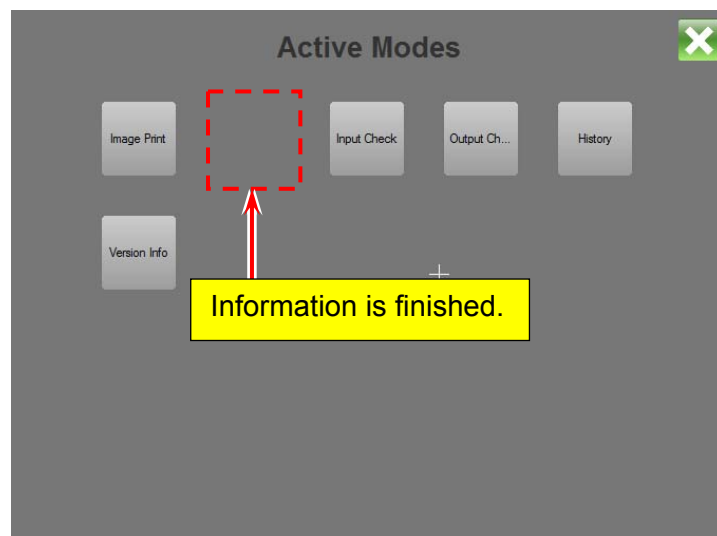 Active Modes
Image Print
Input Check
Output Ch...
History
Version Info
Information is finished.